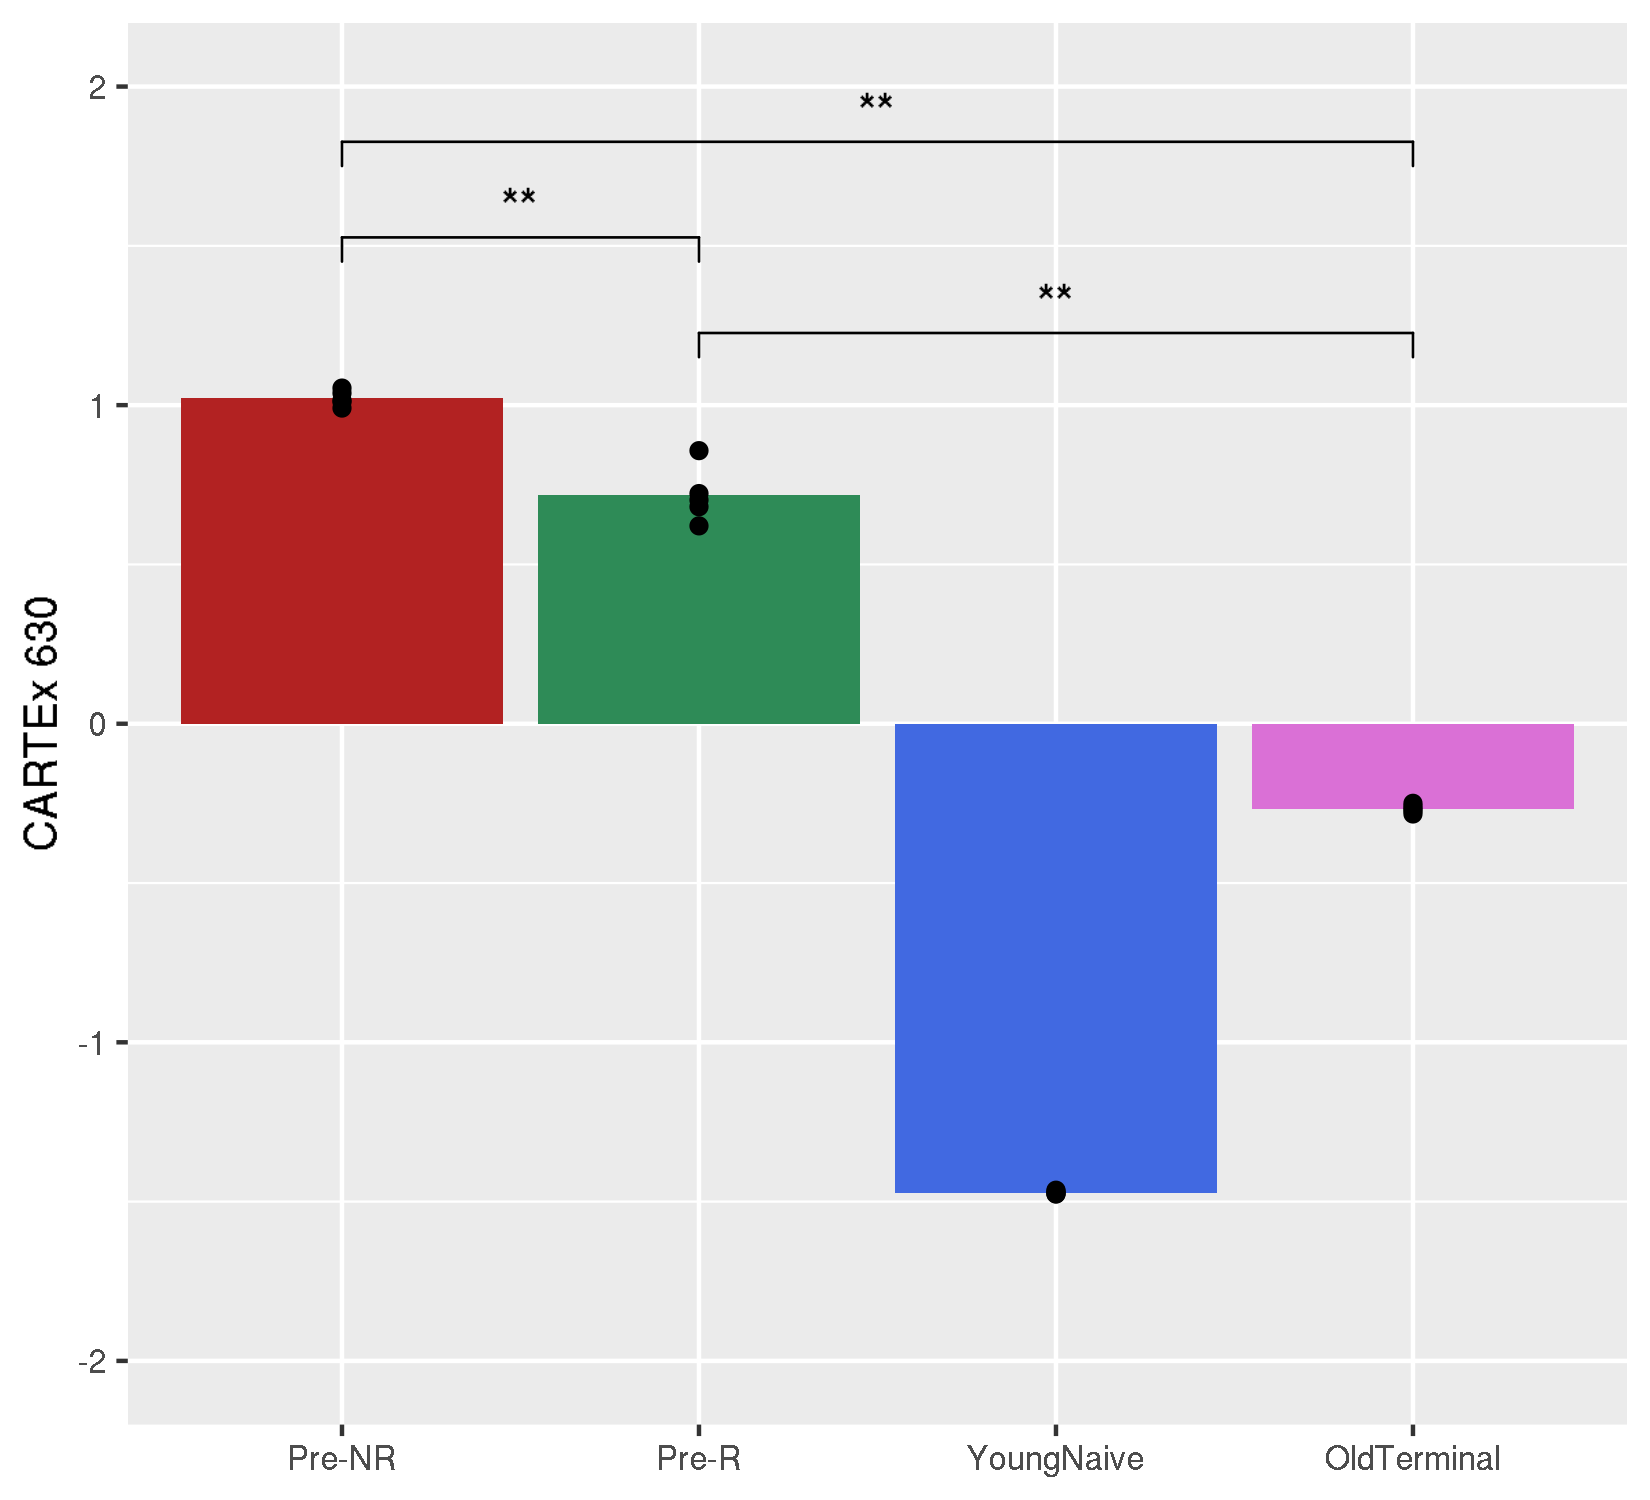 2
**
**
**
1
0
-1
-2
CARTEx 630
Pre-NR
Pre-R
YoungNaive
OldTerminal